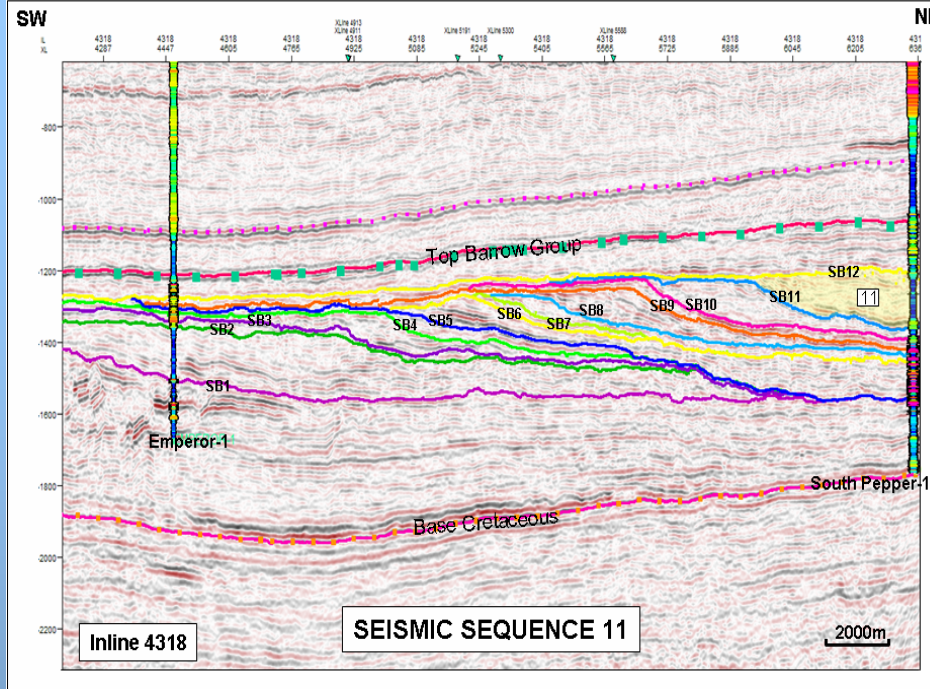 SW
NE
XLine 4913
XLine 4911
XLine 5191
XLine 5300
XLine 5588
IL 4318 4318 4318 4318 4318 4318 4318 4318 4318 4318 4318 4318 4318 431
XL 4287 4447 4605 4765 4925 5085 5245 5405 5565 5725 5885 6045 6205 636
-800
-1000
Top Barrow Group
-1200
SB12
SB11
11
SB9
SB10
SB8
SB6
SB7
SB5
SB4
SB3
SB2
-1400
SB1
-1600
Emperor-1
-1800
South Pepper-1
Base Cretaceous
-2000
-2200
Inline 4318
SEISMIC SEQUENCE 11
2000m